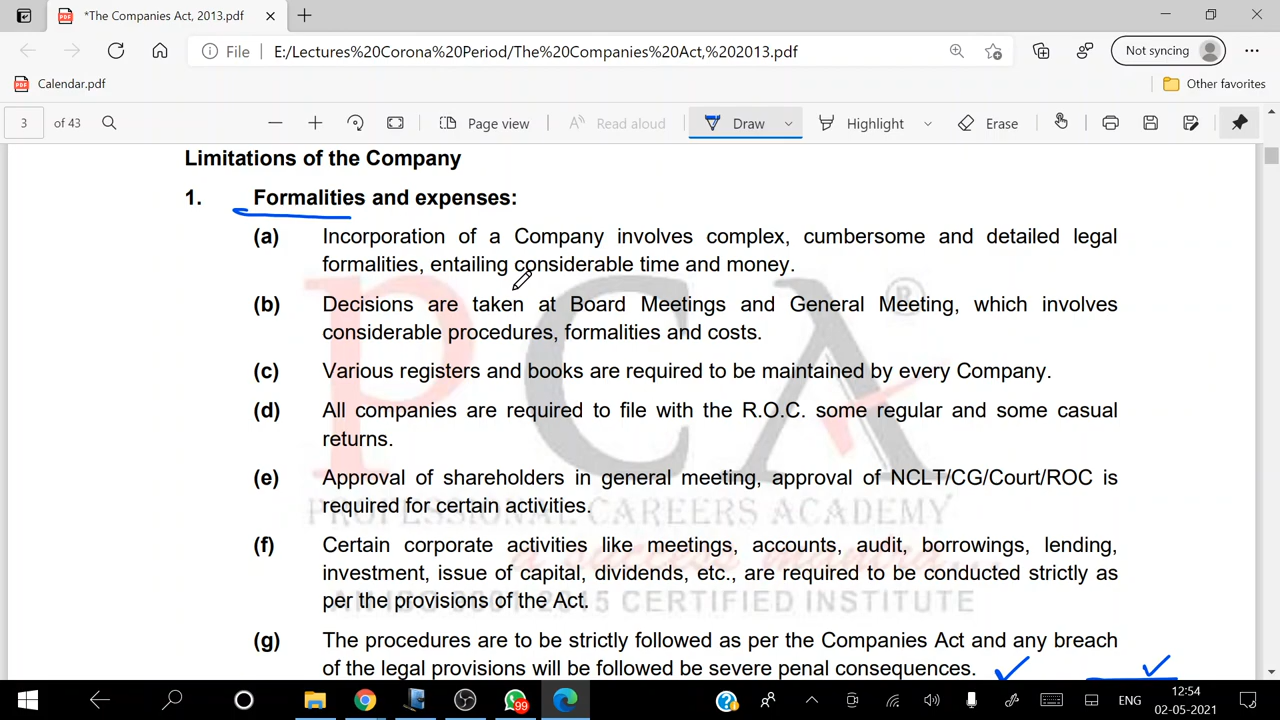 *The Companies Act, 2013.pdf
File E:/Lectures%20Corona%20Period/The%20Companies%20Act,%202013.pdf Not syncing
Calendar.pdf Other favorites
3 of 43 Page view Read aloud Draw Highlight Erase
Limitations of the Company
1. Formalities and expenses:
(a) Incorporation of a Company involves complex, cumbersome and detailed legal
formalities, entailing considerable time and money.
(b) Decisions are taken at Board Meetings and General Meeting, which involves
considerable procedures, formalities and costs.
(c) Various registers and books are required to be maintained by every Company.
(d) All companies are required to file with the R.O.C. some regular and some casual
returns.
(e) Approval of shareholders in general meeting, approval of NCLT/CG/Court/ROC is
required for certain activities.
PROFESSIONAL CAREERS ACADEMY
(f) Certain corporate activities like meetings, accounts, audit, borrowings, lending,
investment, issue of capital, dividends, etc., are required to be conducted strictly as
per the provisions of the Act.
(g) The procedures are to be strictly followed as per the Companies Act and any breach
of the legal provisions will be followed be severe penal consequences.
99 ENG 12:54
02-05-2021